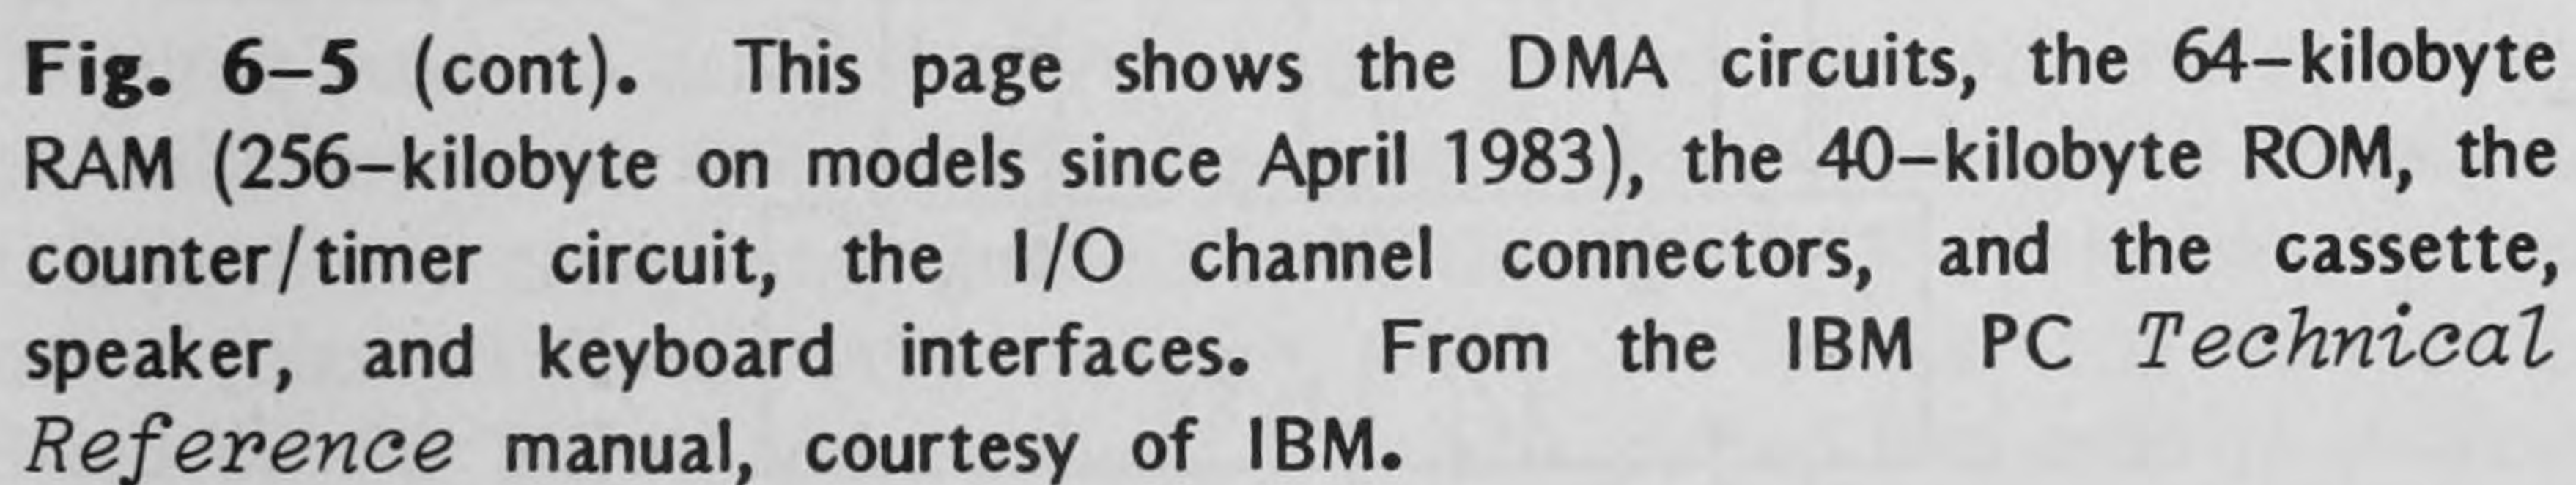 Fig. 6–5 (cont). This page shows the DMA circuits, the 64–kilobyte
RAM (256–kilobyte on models since April 1983), the 40–kilobyte ROM, the
counter/timer circuit, the I/O channel connectors, and the cassette,
speaker, and keyboard interfaces. From the IBM PC Technical
Reference manual, courtesy of IBM.